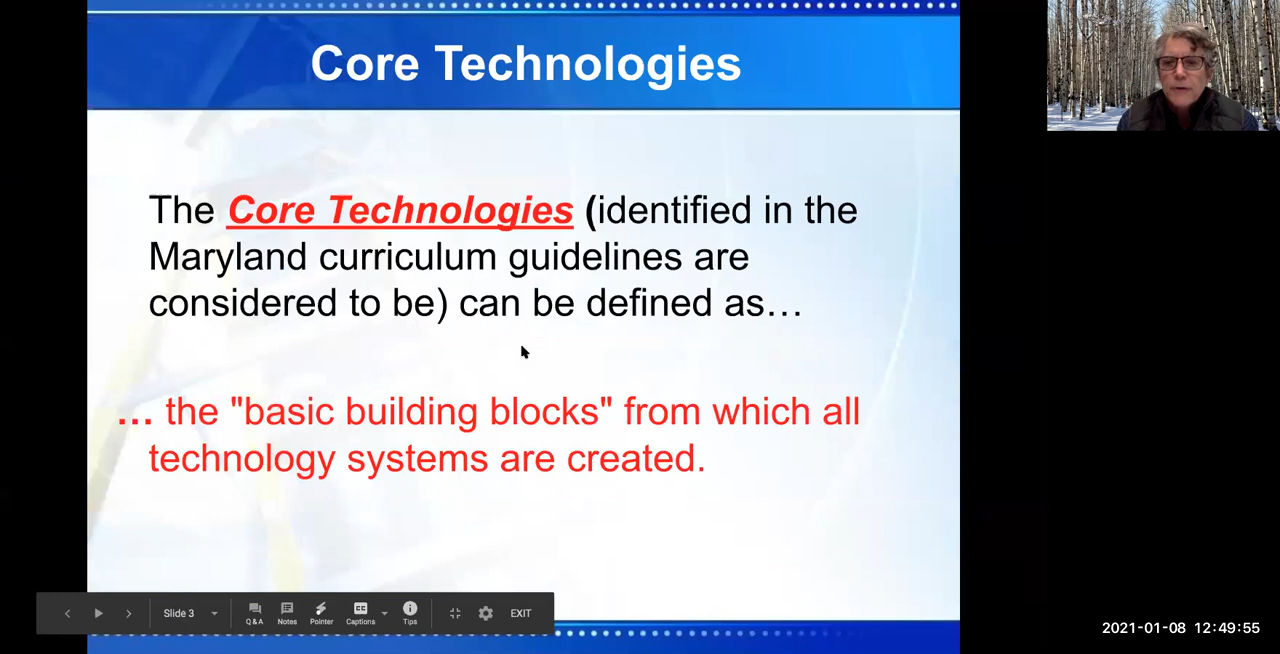 Core Technologies
The Core Technologies (identified in the
Maryland curriculum guidelines are
considered to be) can be defined as…
… the "basic building blocks" from which all
technology systems are created.
Slide 3
Q & A
Notes
Pointer
CC
Captions
Tips
EXIT
2021-01-08 12:49:55